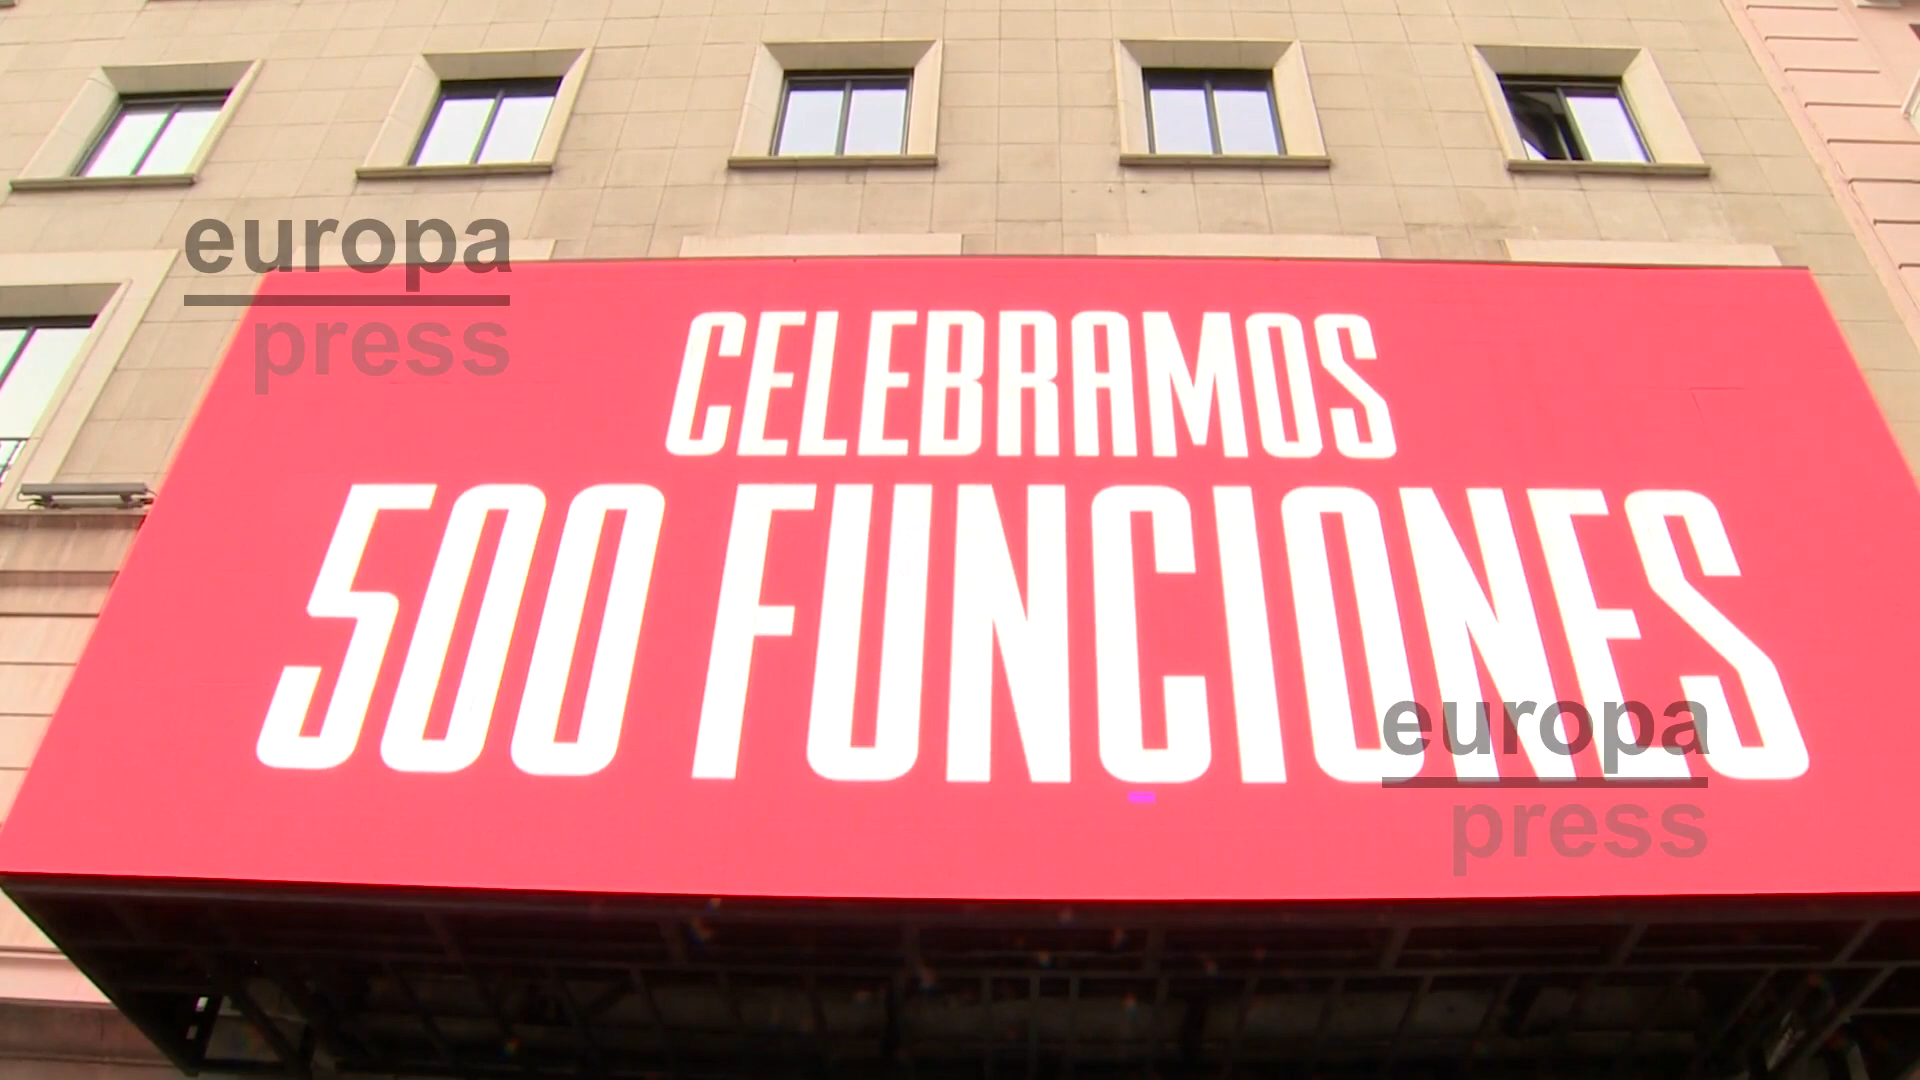 europa
press
CELEBRAMOS
500 FUNCIONES
europa
press